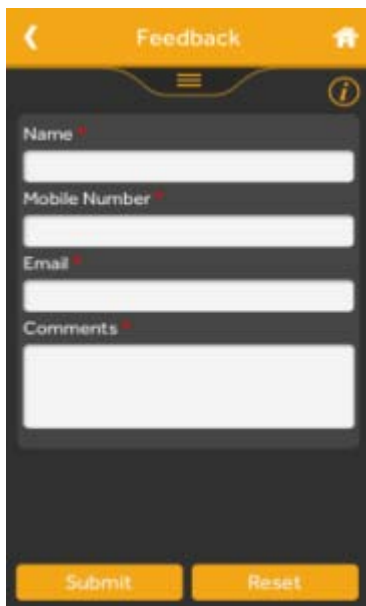 Feedback
i
Name *
Mobile Number *
Email *
Comments *
Submit Reset